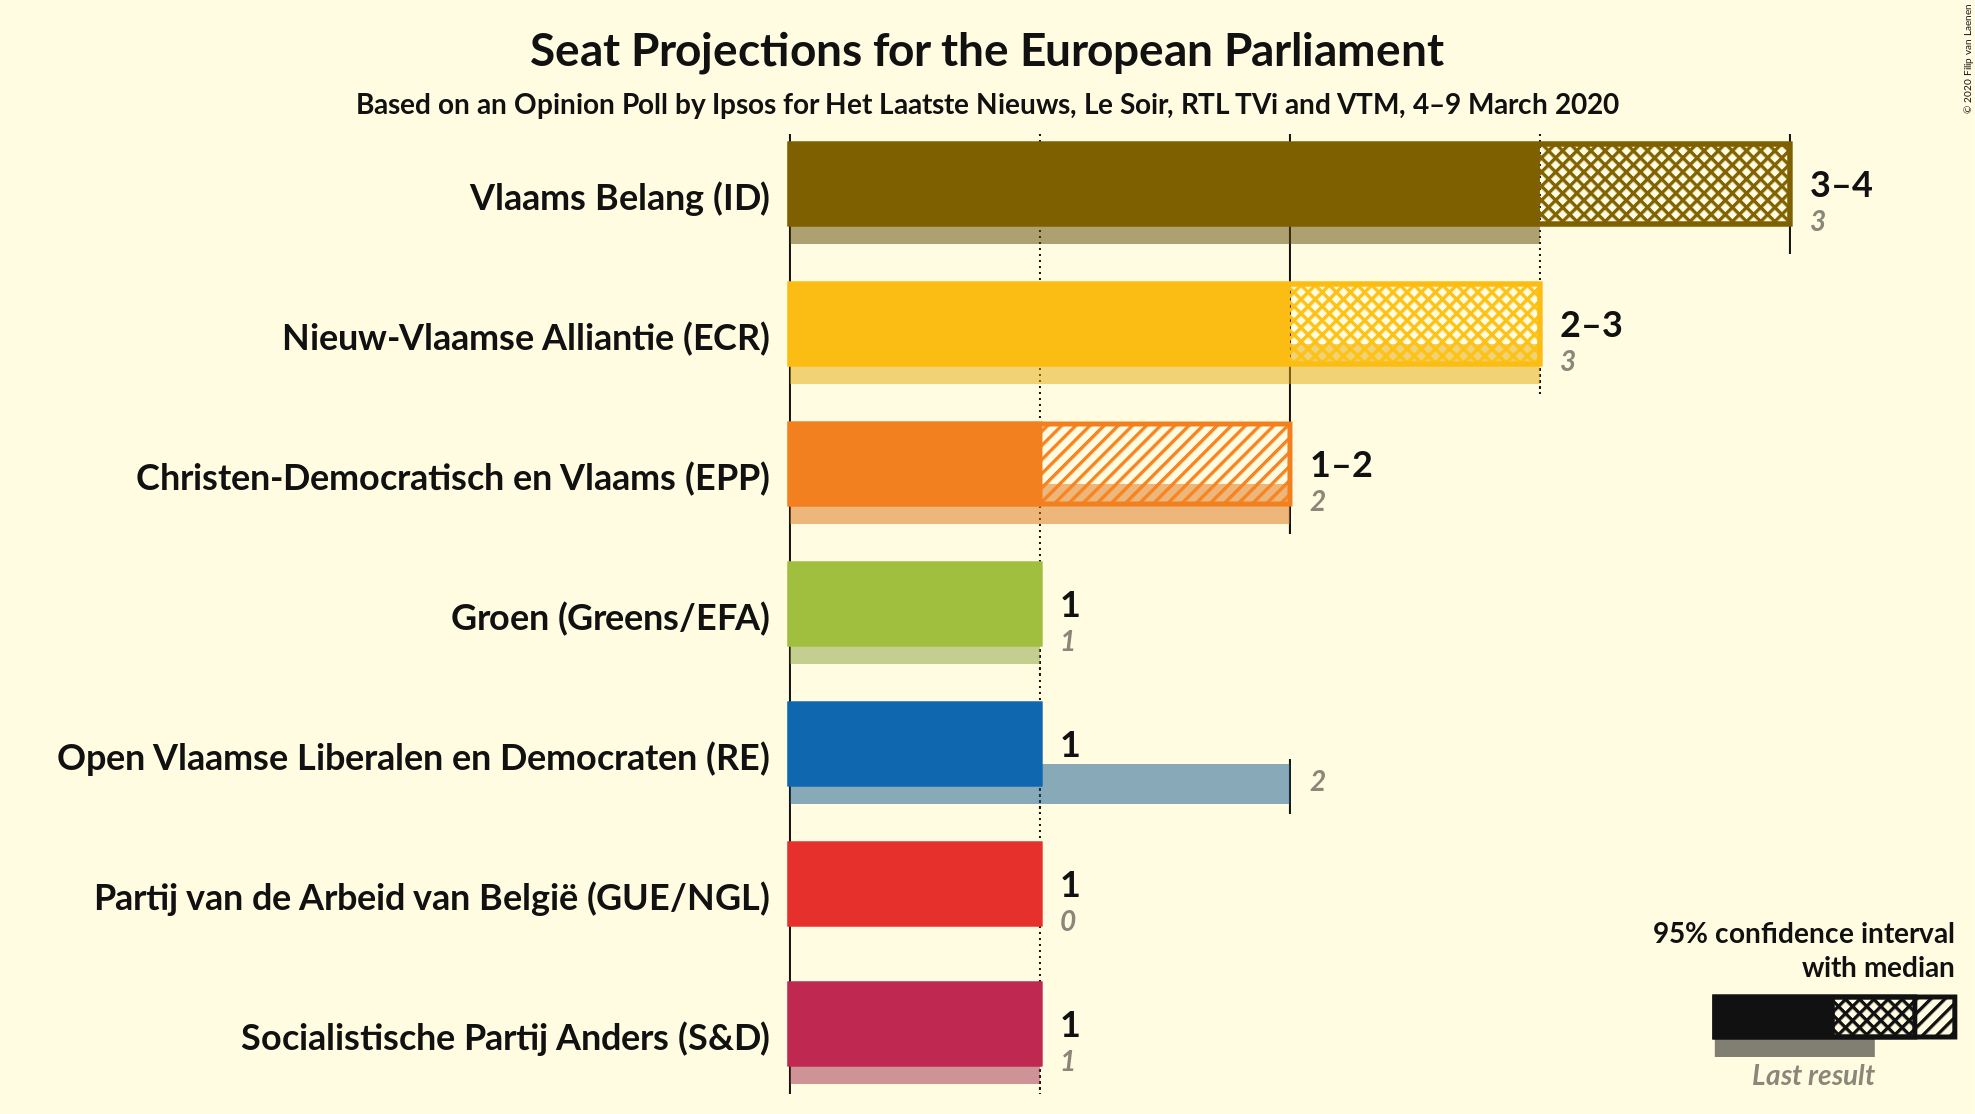 Seat Projections for the European Parliament
Based on an Opinion Poll by Ipsos for Het Laatste Nieuws, Le Soir, RTL TVi and VTM, 4–9 March 2020
© 2020 Filip van Laenen
Vlaams Belang (ID)
3–4
3
Nieuw-Vlaamse Alliantie (ECR)
2–3
3
Christen-Democratisch en Vlaams (EPP)
1–2
2
Groen (Greens/EFA)
1
1
Open Vlaamse Liberalen en Democraten (RE)
1
2
Partij van de Arbeid van België (GUE/NGL)
1
0
Socialistische Partij Anders (S&D)
1
1
95% confidence interval
with median
Last result